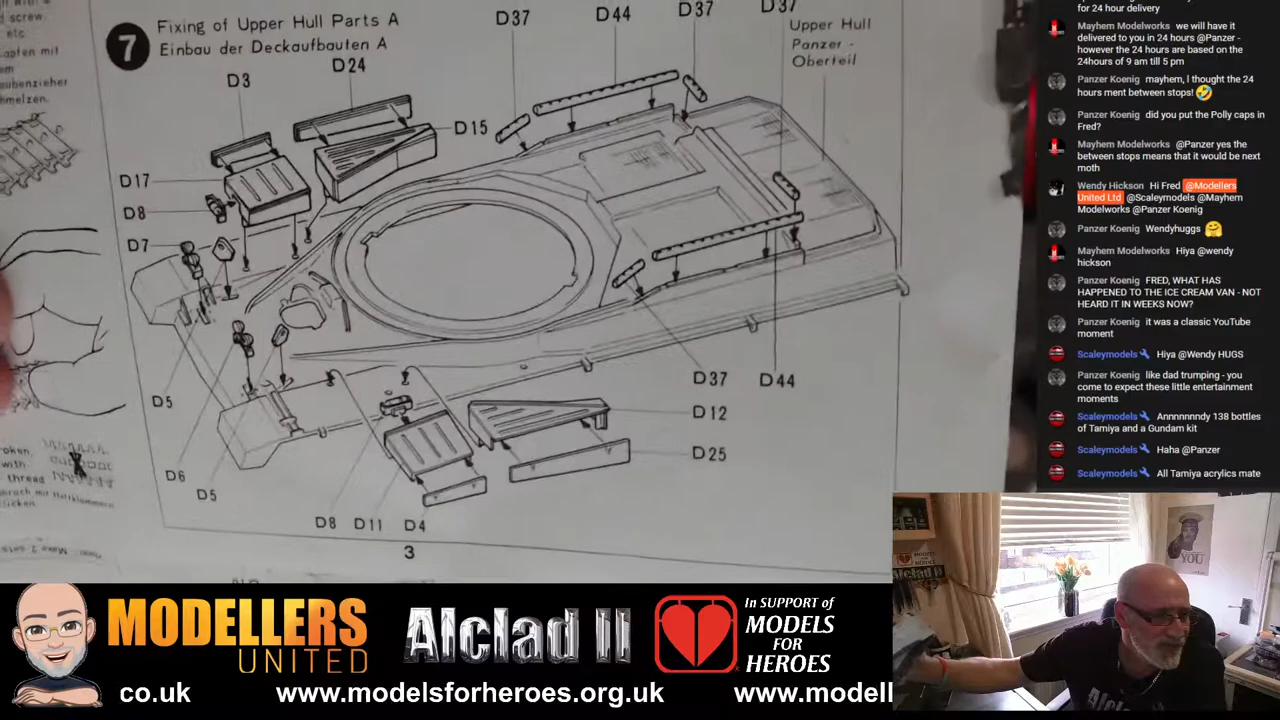 7
Fixing of Upper Hull Parts A
Einbau der Deckaufbauten A
D3
D24
D37
D44
D37
D37
Upper Hull
Panzer -
Oberteil
D15
D17
D8
D7
D5
D6
D5
D37
D44
D12
D25
D8
D11
D4
3
screw.
etc.
for 24 hour delivery
Mayhem Modelworks we will have it
delivered to you in 24 hours @Panzer -
however the 24 hours are based on the
24hours of 9 am till 5 pm
Panzer Koenig mayhem, I thought the 24
hours ment between stops! 🤣
Panzer Koenig did you put the Polly caps in
Fred?
Mayhem Modelworks @Panzer yes the
between stops means that it would be next
moth
Wendy Hickson Hi Fred @Modellers
United Ltd @Scaleymodels @Mayhem
Modelworks @Panzer Koenig
Panzer Koenig Wendyhuggs 🤗
Mayhem Modelworks Hiya @wendy
hickson
Panzer Koenig FRED, WHAT HAS
HAPPENED TO THE ICE CREAM VAN - NOT
HEARD IT IN WEEKS NOW?
Panzer Koenig it was a classic YouTube
moment
Scaleymodels Hiya @Wendy HUGS
Panzer Koenig like dad trumping - you
come to expect these little entertainment
moments
Scaleymodels Annnnnnndy 138 bottles
of Tamiya and a Gundam kit
Scaleymodels Haha @Panzer
Scaleymodels All Tamiya acrylics mate
YOU
Alclad II
Alclad
MODELLERS
UNITED
Alclad II
In SUPPORT of
MODELS
FOR
HEROES
co.uk
www.modelsforheroes.org.uk
www.modell